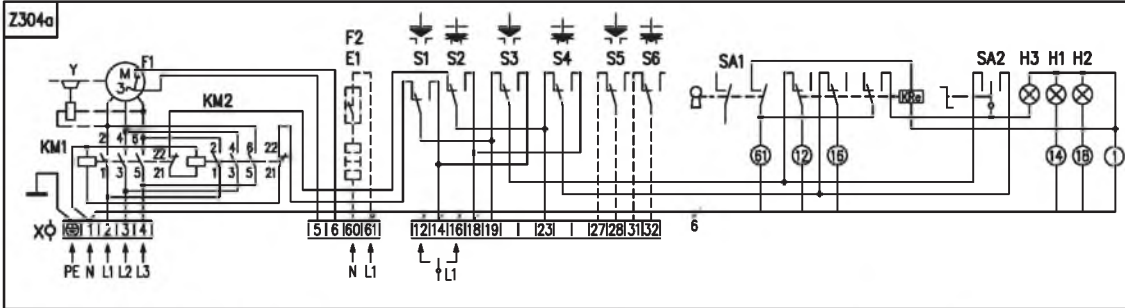 Z304a
Y
M
3~
F1
KM2
KM1
F2
E1
S1 S2 S3 S4 S5 S6
SA1 SA2 H3 H1 H2
KRe
2 4 6
22
2 4 6 22
1 3 5
21
1 3 5 21
61 12 16 14 18 1
X
1 2 3 4
5 6 60 61
12 14 16 18 19 23 27 28 31 32
6
PE N L1 L2 L3
N L1
L1